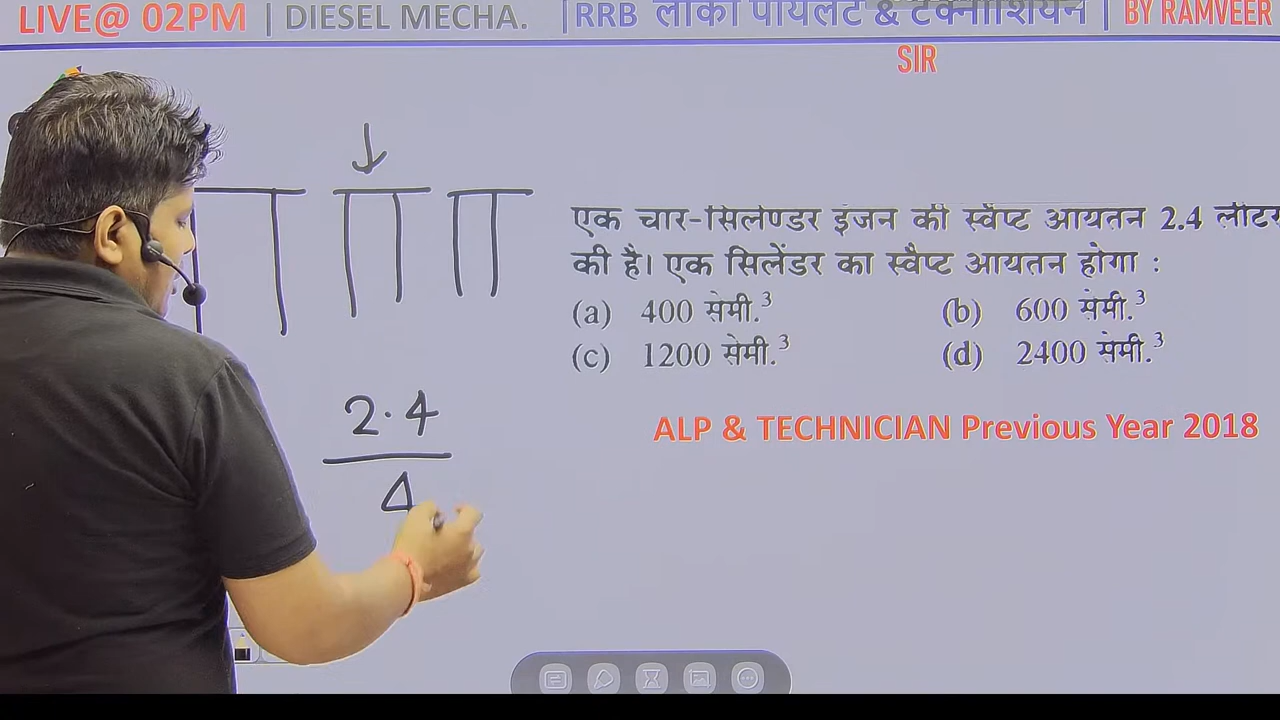 LIVE@ 02PM | DIESEL MECHA. |RRB लोको पायलट & टेक्नीशियन | BY RAMVEER
SIR
एक चार-सिलेण्डर इंजन की स्वैप्ट आयतन 2.4 लीटर
की है। एक सिलेंडर का स्वैप्ट आयतन होगा :
(a) 400 सेमी.³ (b) 600 सेमी.³
(c) 1200 सेमी.³ (d) 2400 सेमी.³
ALP & TECHNICIAN Previous Year 2018
2.4
4